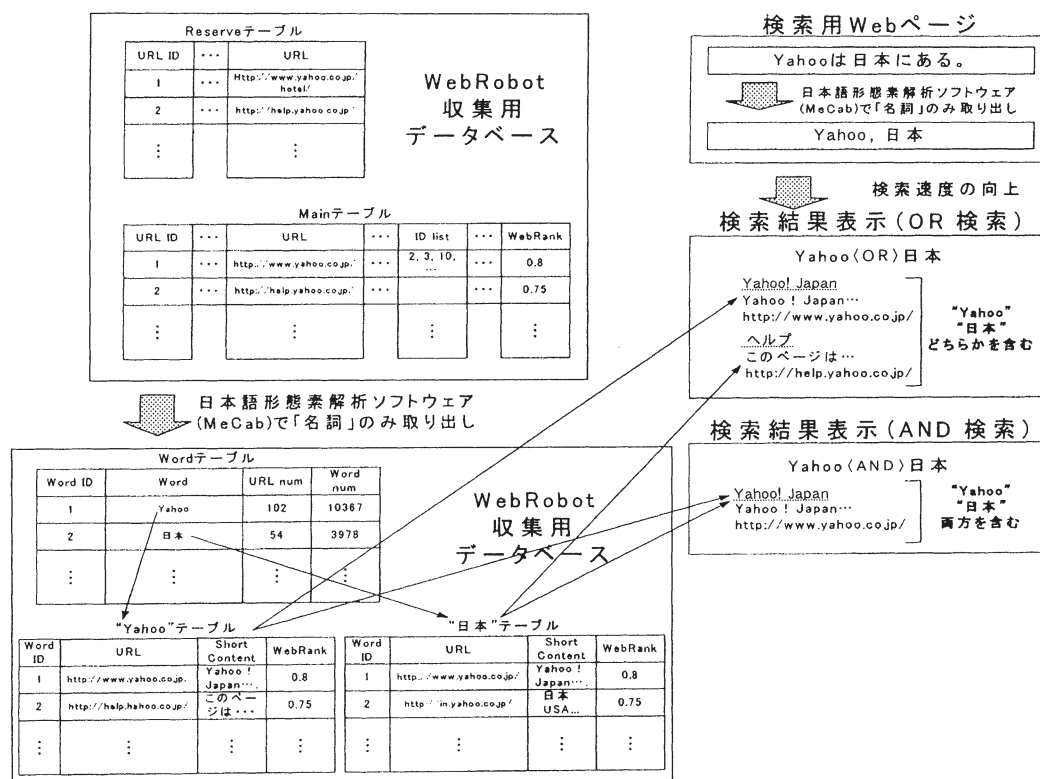 Reserveテーブル
URL ID ・・・ URL
1 ・・・ Http://www.yahoo.co.jp/
hotel/
2 ・・・ http://help.yahoo.co.jp
⋮ ⋮
WebRobot
収集用
データベース
Mainテーブル
URL ID ・・・ URL ・・・ ID list ・・・ WebRank
1 ・・・ http://www.yahoo.co.jp/ ・・・ 2, 3, 10, … ・・・ 0.8
2 ・・・ http://help.yahoo.co.jp/ ・・・ ・・・ 0.75
⋮ ⋮ ⋮ ⋮
日本語形態素解析ソフトウェア
(MeCab)で「名詞」のみ取り出し
Wordテーブル
Word ID Word URL num Word num
1 Yahoo 102 10367
2 日本 54 3978
⋮ ⋮ ⋮ ⋮
WebRobot
収集用
データベース
“Yahoo”テーブル
Word ID URL Short Content WebRank
1 http://www.yahoo.co.jp. Yahoo ! Japan…. 0.8
2 http://help.hahoo.co.jp/ このページは・・・ 0.75
⋮ ⋮ ⋮ ⋮
“日本”テーブル
Word ID URL Short Content WebRank
1 http://www.yahoo.co.jp/ Yahoo ! Japan…. 0.8
2 http://in.yahoo.co.jp/ 日本 USA... 0.75
⋮ ⋮ ⋮ ⋮
検索用Webページ
Yahooは日本にある。
日本語形態素解析ソフトウェア
(MeCab)で「名詞」のみ取り出し
Yahoo, 日本
検索速度の向上
検索結果表示(OR 検索)
Yahoo〈OR〉日本
Yahoo! Japan
Yahoo ! Japan…
http://www.yahoo.co.jp/
ヘルプ
このページは…
http://help.yahoo.co.jp/
“Yahoo”
“日本”
どちらかを含む
検索結果表示(AND 検索)
Yahoo〈AND〉日本
Yahoo! Japan
Yahoo ! Japan…
http://www.yahoo.co.jp/
“Yahoo”
“日本”
両方を含む